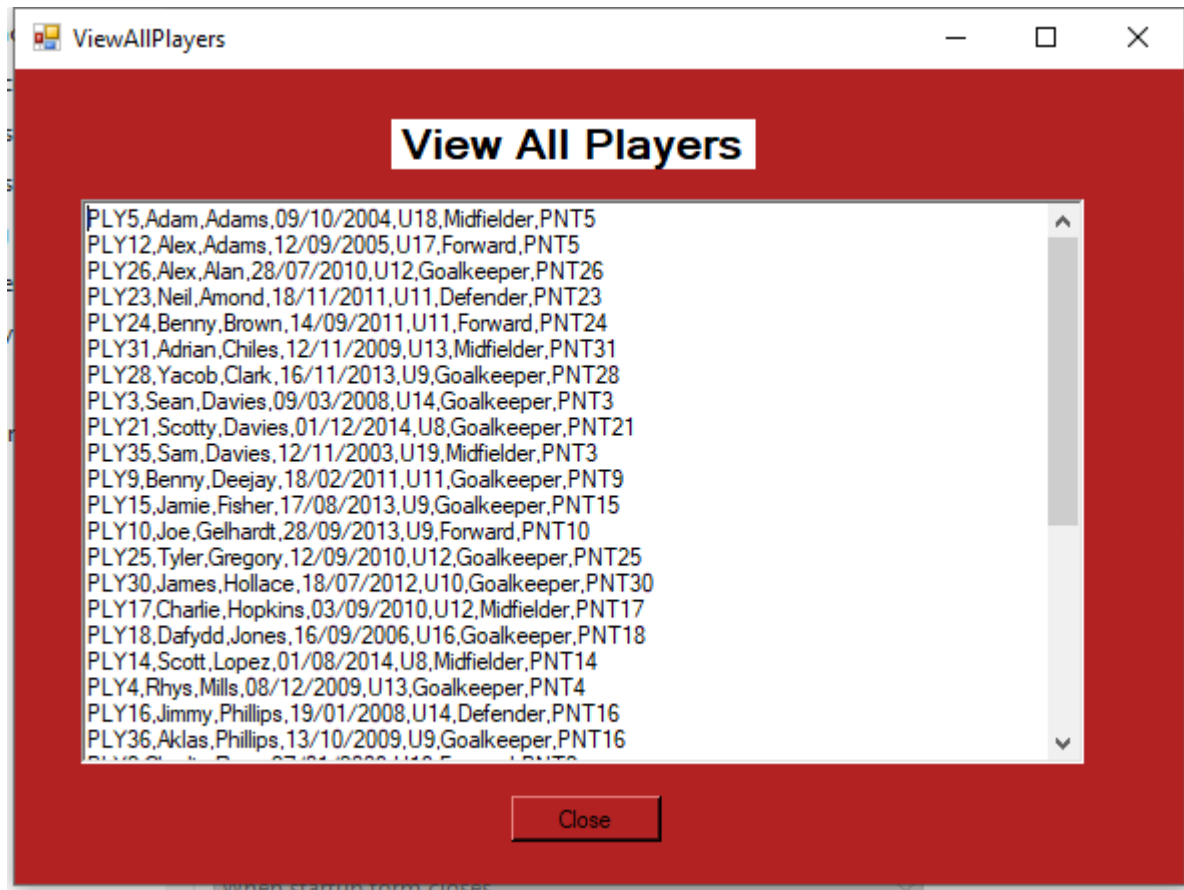 ViewAllPlayers
View All Players
PLY5,Adam,Adams,09/10/2004,U18,Midfielder,PNT5
PLY12,Alex,Adams,12/09/2005,U17,Forward,PNT5
PLY26,Alex,Alan,28/07/2010,U12,Goalkeeper,PNT26
PLY23,Neil,Amond,18/11/2011,U11,Defender,PNT23
PLY24,Benny,Brown,14/09/2011,U11,Forward,PNT24
PLY31,Adrian,Chiles,12/11/2009,U13,Midfielder,PNT31
PLY28,Yacob,Clark,16/11/2013,U9,Goalkeeper,PNT28
PLY3,Sean,Davies,09/03/2008,U14,Goalkeeper,PNT3
PLY21,Scotty,Davies,01/12/2014,U8,Goalkeeper,PNT21
PLY35,Sam,Davies,12/11/2003,U19,Midfielder,PNT3
PLY9,Benny,Deejay,18/02/2011,U11,Goalkeeper,PNT9
PLY15,Jamie,Fisher,17/08/2013,U9,Goalkeeper,PNT15
PLY10,Joe,Gelhardt,28/09/2013,U9,Forward,PNT10
PLY25,Tyler,Gregory,12/09/2010,U12,Goalkeeper,PNT25
PLY30,James,Hollace,18/07/2012,U10,Goalkeeper,PNT30
PLY17,Charlie,Hopkins,03/09/2010,U12,Midfielder,PNT17
PLY18,Dafydd,Jones,16/09/2006,U16,Goalkeeper,PNT18
PLY14,Scott,Lopez,01/08/2014,U8,Midfielder,PNT14
PLY4,Rhys,Mills,08/12/2009,U13,Goalkeeper,PNT4
PLY16,Jimmy,Phillips,19/01/2008,U14,Defender,PNT16
PLY36,Aklas,Phillips,13/10/2009,U9,Goalkeeper,PNT16
Close
When startup form closes